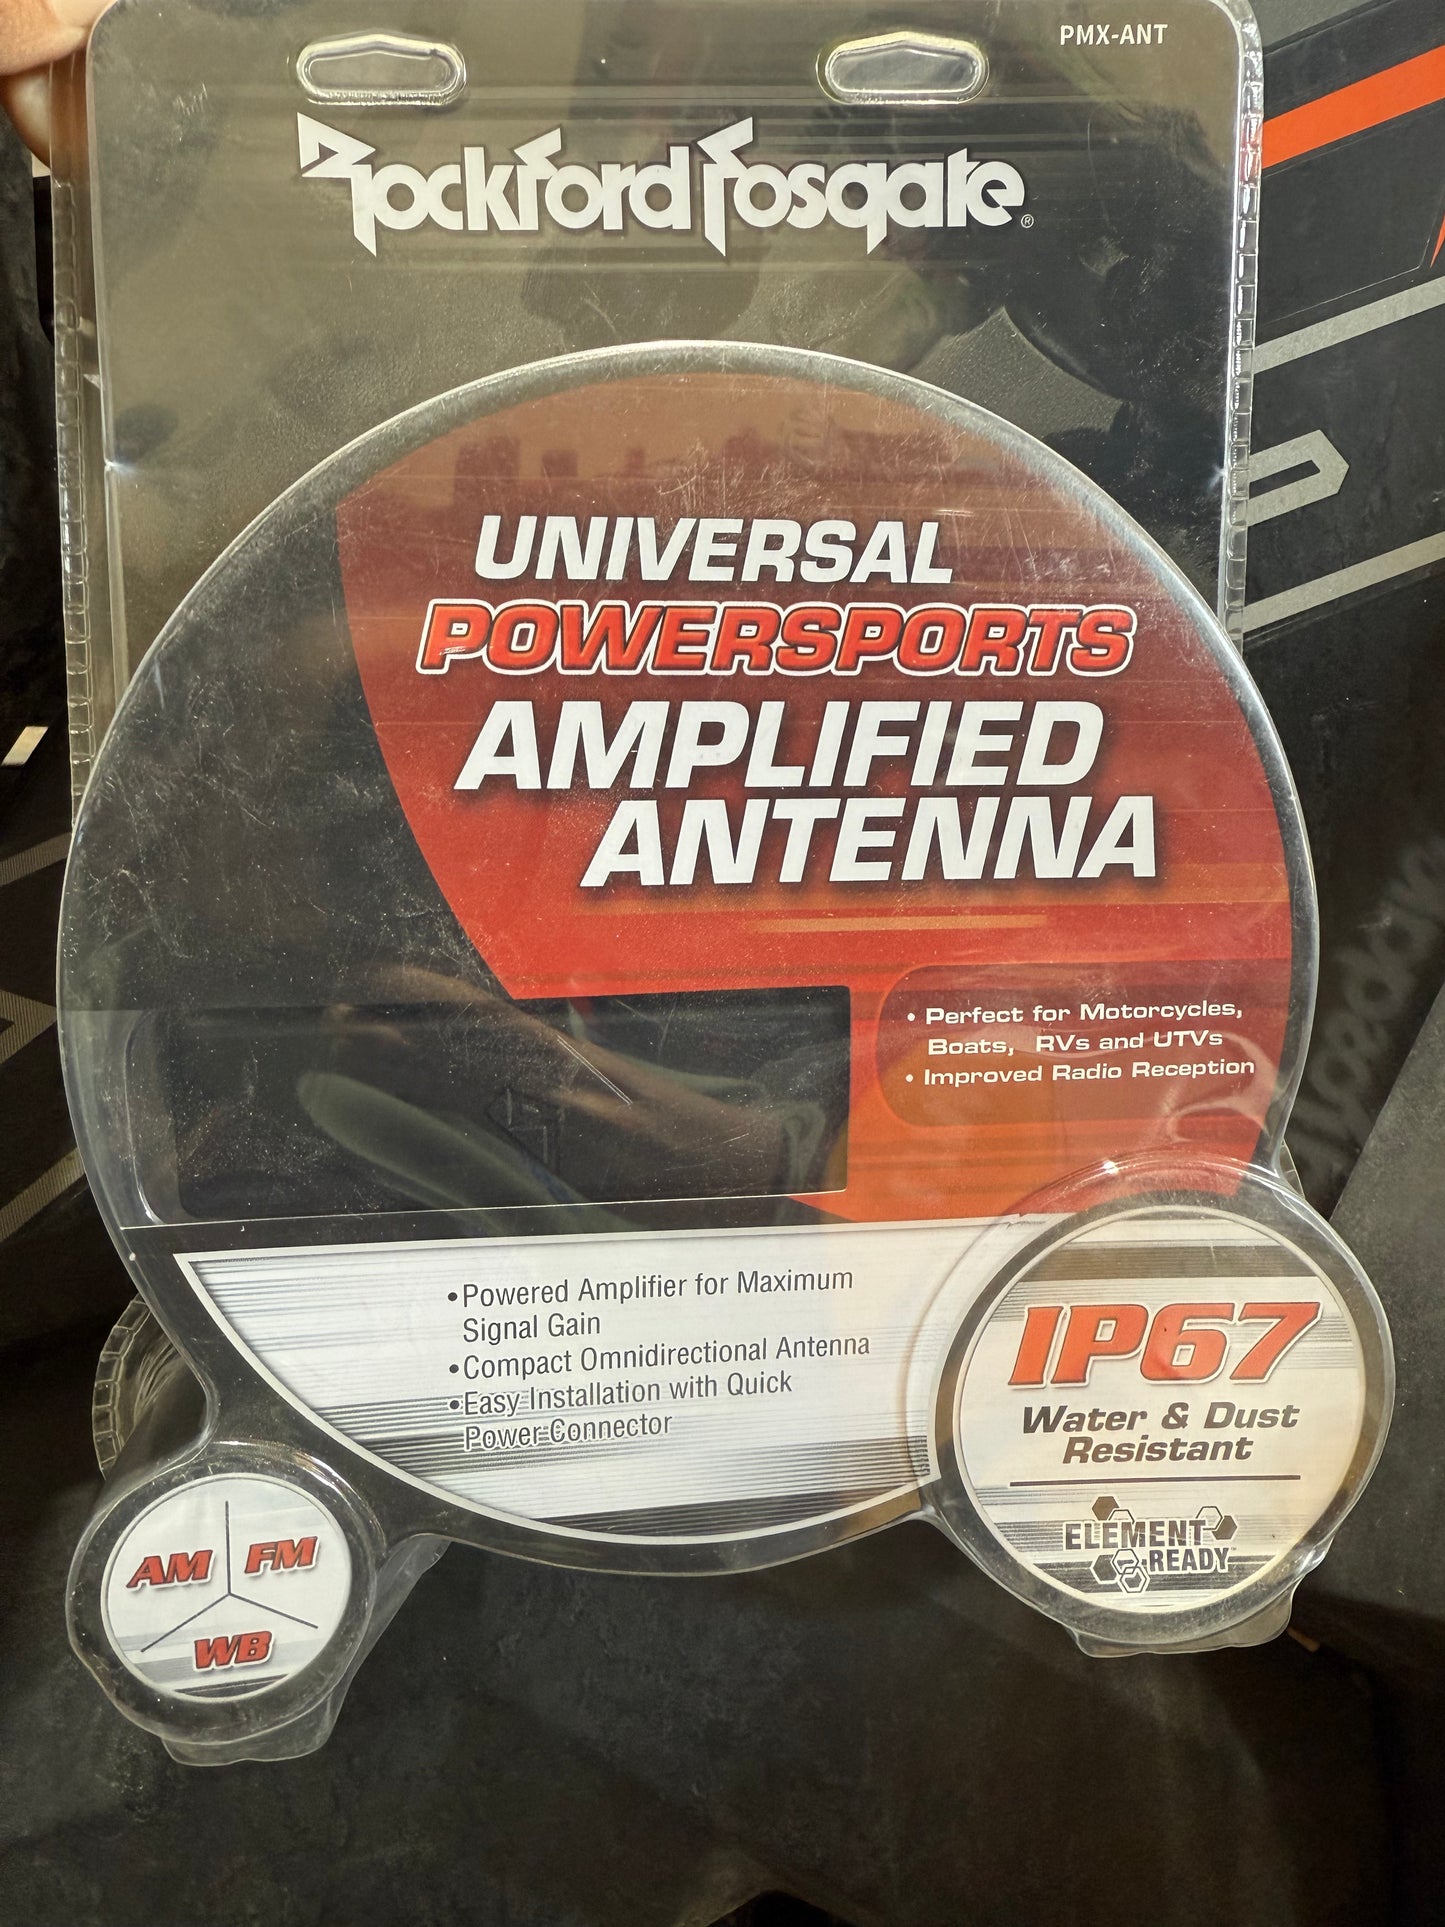 PMX-ANT
Rockford Fosgate®
UNIVERSAL
POWERSPORTS
AMPLIFIED
ANTENNA
• Perfect for Motorcycles,
Boats, RVs and UTVs
• Improved Radio Reception
•Powered Amplifier for Maximum
Signal Gain
•Compact Omnidirectional Antenna
•Easy Installation with Quick
Power Connector
IP67
Water & Dust
Resistant
ELEMENT
READY™
AM FM
WB